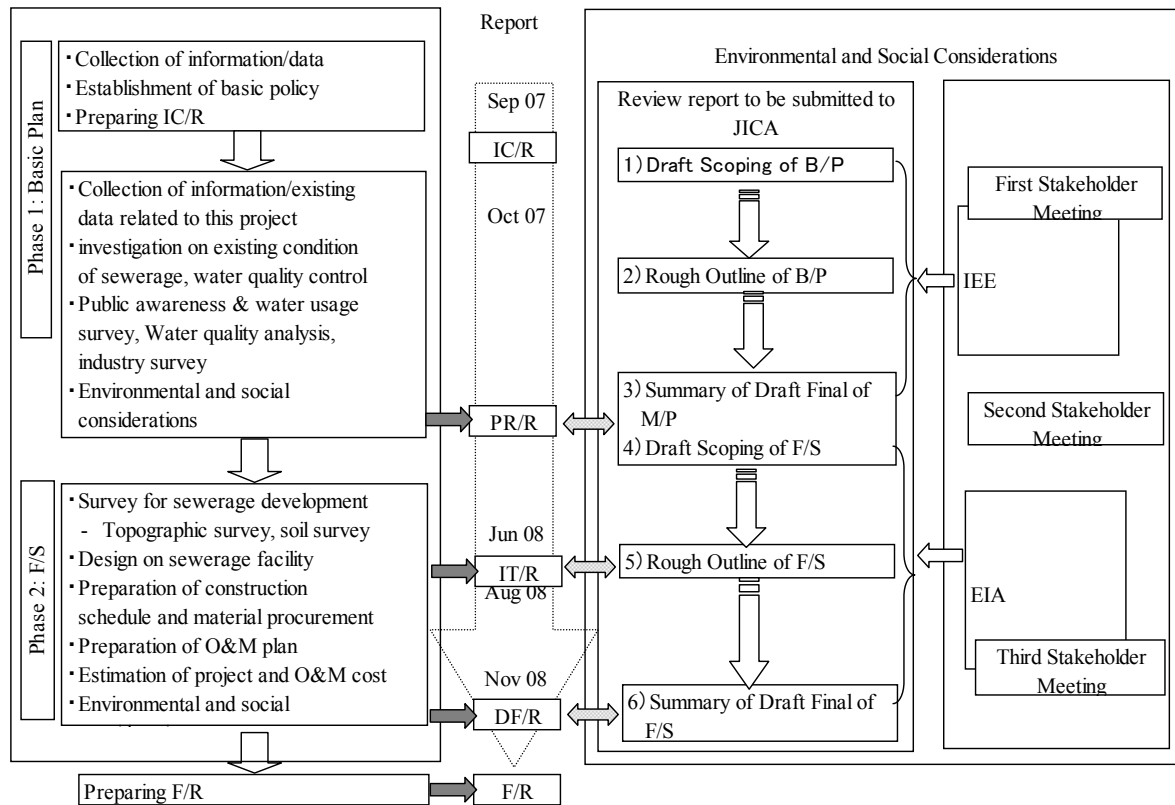 Report
Environmental and Social Considerations
Phase 1: Basic Plan
・Collection of information/data
・Establishment of basic policy
・Preparing IC/R
・Collection of information/existing
data related to this project
・investigation on existing condition
of sewerage, water quality control
・Public awareness & water usage
survey, Water quality analysis,
industry survey
・Environmental and social
considerations
Phase 2: F/S
・Survey for sewerage development
- Topographic survey, soil survey
・Design on sewerage facility
・Preparation of construction
schedule and material procurement
・Preparation of O&M plan
・Estimation of project and O&M cost
・Environmental and social
Preparing F/R
Sep 07
IC/R
Oct 07
PR/R
Jun 08
IT/R
Aug 08
Nov 08
DF/R
F/R
Review report to be submitted to
JICA
1) Draft Scoping of B/P
2) Rough Outline of B/P
3) Summary of Draft Final of
M/P
4) Draft Scoping of F/S
5) Rough Outline of F/S
6) Summary of Draft Final of
F/S
First Stakeholder
Meeting
IEE
Second Stakeholder
Meeting
EIA
Third Stakeholder
Meeting